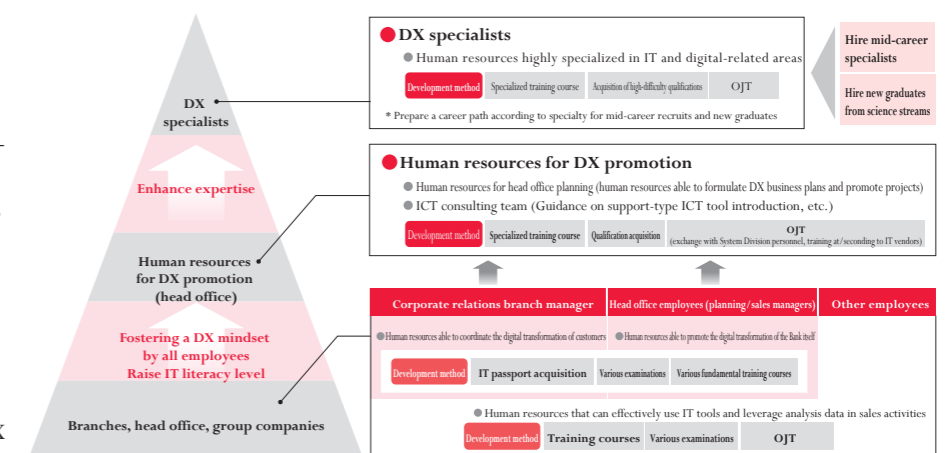 DX
specialists
Enhance expertise
Human resources
for DX promotion
(head office)
Fostering a DX mindset
by all employees
Raise IT literacy level
Branches, head office, group companies
X
DX specialists
Human resources highly specialized in IT and digital-related areas
Development method
Specialized training course
Acquisition of high-difficulty qualifications
OJT
* Prepare a career path according to specialty for mid-career recruits and new graduates
Hire mid-career
specialists
Hire new graduates
from science streams
Human resources for DX promotion
Human resources for head office planning (human resources able to formulate DX business plans and promote projects)
ICT consulting team (Guidance on support-type ICT tool introduction, etc.)
Development method
Specialized training course
Qualification acquisition
OJT
(exchange with System Division personnel, training at/seconding to IT vendors)
Corporate relations branch manager
Head office employees (planning/sales managers)
Other employees
Human resources able to coordinate the digital transformation of customers
Human resources able to promote the digital transformation of the Bank itself
Development method
IT passport acquisition
Various examinations
Various fundamental training courses
Human resources that can effectively use IT tools and leverage analysis data in sales activities
Development method
Training courses
Various examinations
OJT